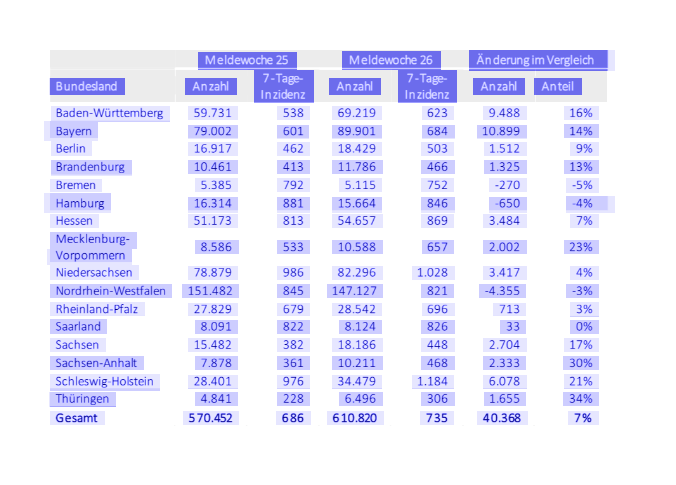 Meldewoche 25 Meldewoche 26 Änderung im Vergleich
Bundesland Anzahl 7-Tage-Inzidenz Anzahl 7-Tage-Inzidenz Anzahl Anteil
Baden-Württemberg 59.731 538 69.219 623 9.488 16%
Bayern 79.002 601 89.901 684 10.899 14%
Berlin 16.917 462 18.429 503 1.512 9%
Brandenburg 10.461 413 11.786 466 1.325 13%
Bremen 5.385 792 5.115 752 -270 -5%
Hamburg 16.314 881 15.664 846 -650 -4%
Hessen 51.173 813 54.657 869 3.484 7%
Mecklenburg-
Vorpommern 8.586 533 10.588 657 2.002 23%
Niedersachsen 78.879 986 82.296 1.028 3.417 4%
Nordrhein-Westfalen 151.482 845 147.127 821 -4.355 -3%
Rheinland-Pfalz 27.829 679 28.542 696 713 3%
Saarland 8.091 822 8.124 826 33 0%
Sachsen 15.482 382 18.186 448 2.704 17%
Sachsen-Anhalt 7.878 361 10.211 468 2.333 30%
Schleswig-Holstein 28.401 976 34.479 1.184 6.078 21%
Thüringen 4.841 228 6.496 306 1.655 34%
Gesamt 570.452 686 610.820 735 40.368 7%